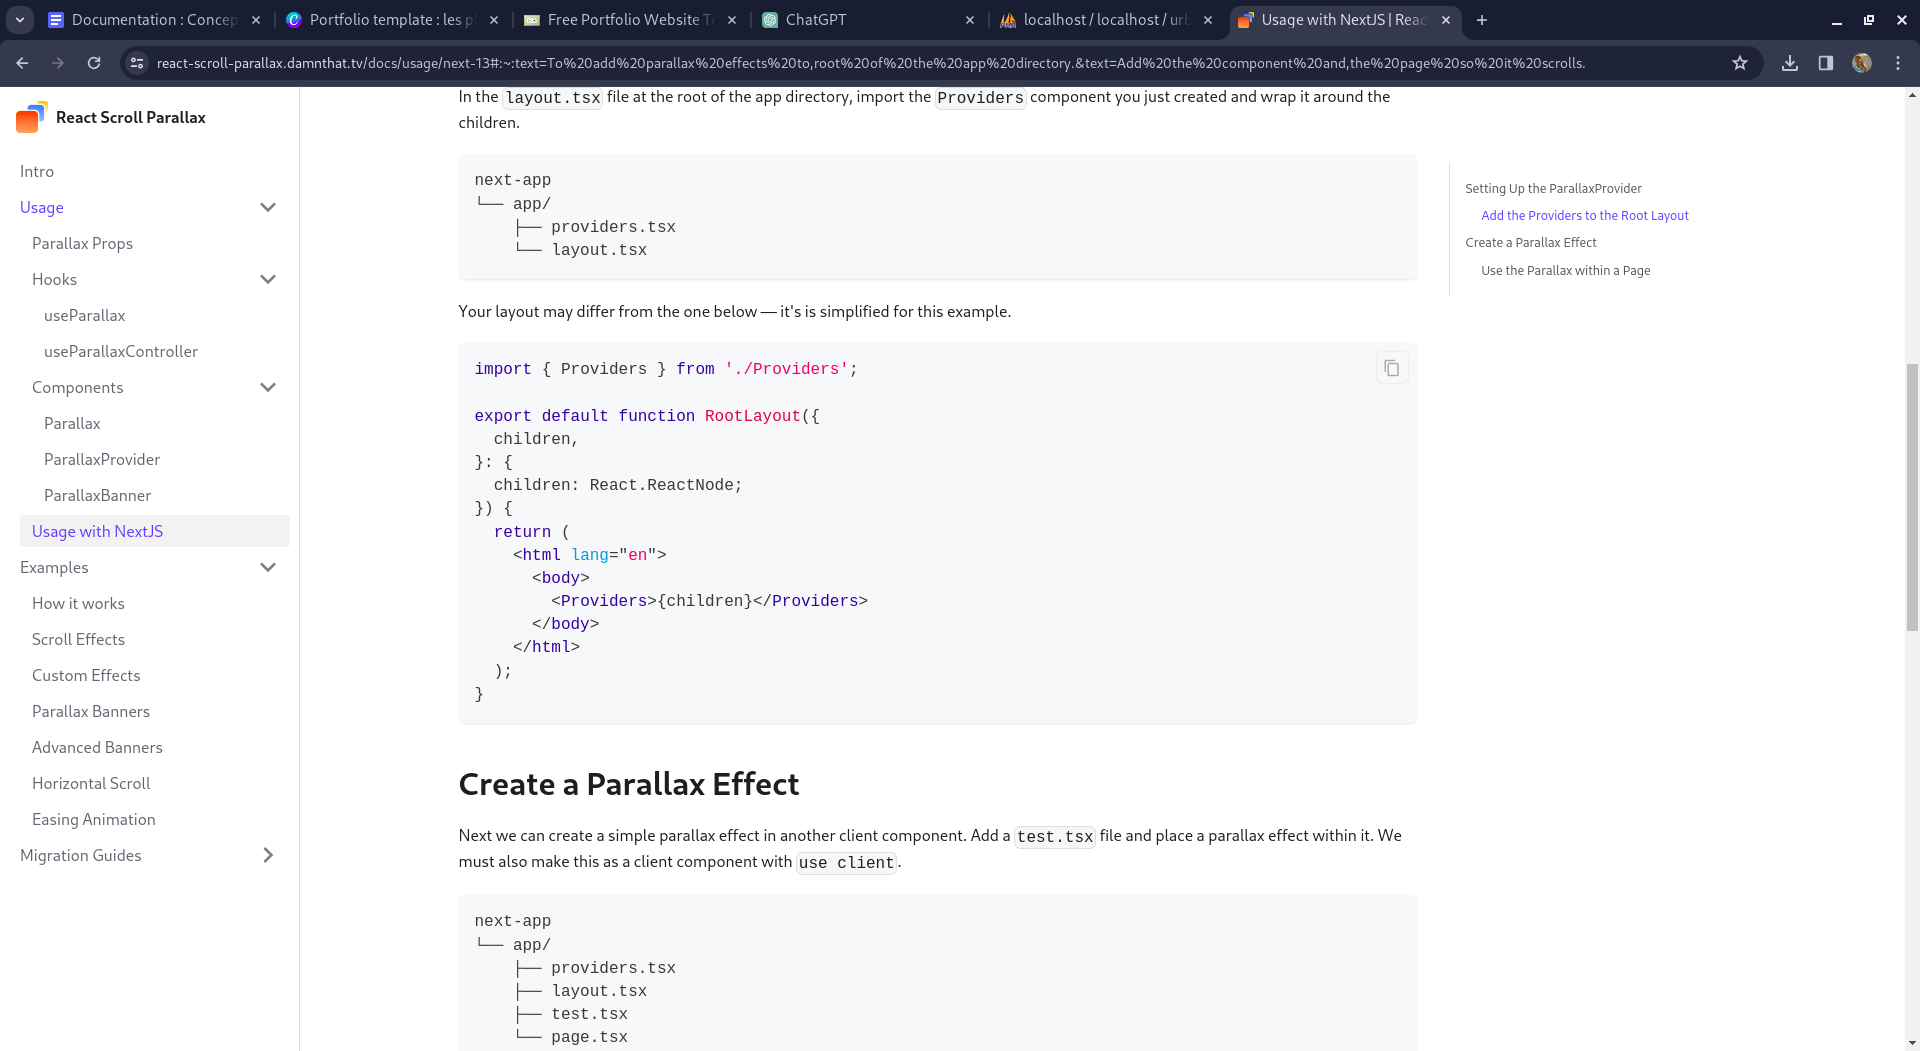 Documentation : Concep
Portfolio template : les p
Free Portfolio Website T
ChatGPT
localhost / localhost / urb
Usage with NextJS | Reac
react-scroll-parallax.damnthat.tv/docs/usage/next-13#:~:text=To%20add%20parallax%20effects%20to,root%20of%20the%20app%20directory.&text=Add%20the%20component%20and,the%20page%20so%20it%20scrolls.
React Scroll Parallax
Intro
Usage
Parallax Props
Hooks
useParallax
useParallaxController
Components
Parallax
ParallaxProvider
ParallaxBanner
Usage with NextJS
Examples
How it works
Scroll Effects
Custom Effects
Parallax Banners
Advanced Banners
Horizontal Scroll
Easing Animation
Migration Guides
In the layout.tsx file at the root of the app directory, import the Providers component you just created and wrap it around the
children.
next-app
└── app/
    ├── providers.tsx
    └── layout.tsx
Your layout may differ from the one below — it's is simplified for this example.
import { Providers } from './Providers';
export default function RootLayout({
  children,
}: {
  children: React.ReactNode;
}) {
  return (
    <html lang="en">
      <body>
        <Providers>{children}</Providers>
      </body>
    </html>
  );
}
Create a Parallax Effect
Next we can create a simple parallax effect in another client component. Add a test.tsx file and place a parallax effect within it. We
must also make this as a client component with use client.
next-app
└── app/
    ├── providers.tsx
    ├── layout.tsx
    ├── test.tsx
    └── page.tsx
Setting Up the ParallaxProvider
Add the Providers to the Root Layout
Create a Parallax Effect
Use the Parallax within a Page